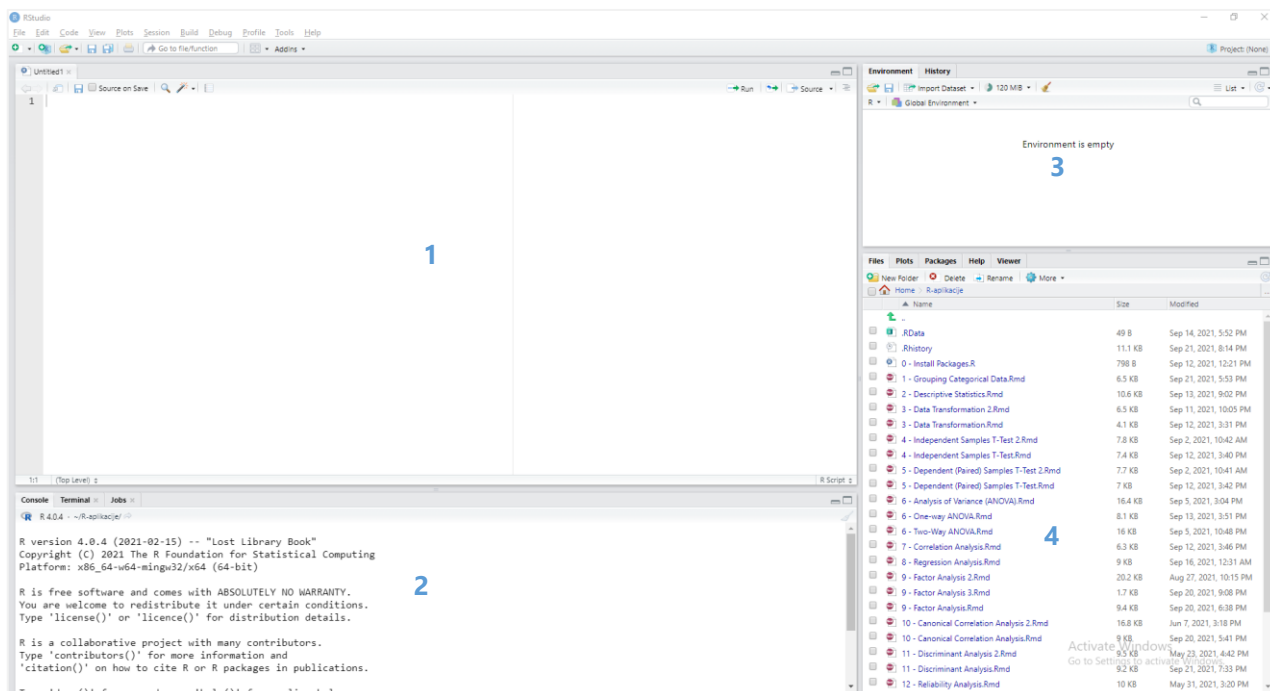 RStudio
File Edit Code View Plots Session Build Debug Profile Tools Help
Go to file/function Addins Project: (None)
Untitled1
Source on Save Run Source
1
1
1:1 (Top Level) R Script
Console Terminal Jobs
R 4.0.4 · ~/R-aplikacije/
R version 4.0.4 (2021-02-15) -- "Lost Library Book"
Copyright (C) 2021 The R Foundation for Statistical Computing
Platform: x86_64-w64-mingw32/x64 (64-bit)
R is free software and comes with ABSOLUTELY NO WARRANTY.
You are welcome to redistribute it under certain conditions.
Type 'license()' or 'licence()' for distribution details.
R is a collaborative project with many contributors.
Type 'contributors()' for more information and
'citation()' on how to cite R or R packages in publications.
2
Environment History
Import Dataset 120 MiB List
R Global Environment
Environment is empty
3
Files Plots Packages Help Viewer
New Folder Delete Rename More
Home R-aplikacije
Name Size Modified
..
.RData 49 B Sep 14, 2021, 5:52 PM
.Rhistory 11.1 KB Sep 21, 2021, 8:14 PM
0 - Install Packages.R 798 B Sep 12, 2021, 12:21 PM
1 - Grouping Categorical Data.Rmd 6.5 KB Sep 21, 2021, 5:53 PM
2 - Descriptive Statistics.Rmd 10.6 KB Sep 13, 2021, 9:02 PM
3 - Data Transformation 2.Rmd 6.5 KB Sep 11, 2021, 10:05 PM
3 - Data Transformation.Rmd 4.1 KB Sep 12, 2021, 3:31 PM
4 - Independent Samples T-Test 2.Rmd 7.8 KB Sep 2, 2021, 10:42 AM
4 - Independent Samples T-Test.Rmd 7.4 KB Sep 12, 2021, 3:40 PM
5 - Dependent (Paired) Samples T-Test 2.Rmd 7.7 KB Sep 2, 2021, 10:41 AM
5 - Dependent (Paired) Samples T-Test.Rmd 7 KB Sep 12, 2021, 3:42 PM
6 - Analysis of Variance (ANOVA).Rmd 16.4 KB Sep 5, 2021, 3:04 PM
6 - One-way ANOVA.Rmd 8.1 KB Sep 13, 2021, 3:51 PM
6 - Two-Way ANOVA.Rmd 16 KB Sep 5, 2021, 10:48 PM
4
7 - Correlation Analysis.Rmd 6.3 KB Sep 12, 2021, 3:46 PM
8 - Regression Analysis.Rmd 9 KB Sep 16, 2021, 12:31 AM
9 - Factor Analysis 2.Rmd 20.2 KB Aug 27, 2021, 10:15 PM
9 - Factor Analysis 3.Rmd 1.7 KB Sep 20, 2021, 9:08 PM
9 - Factor Analysis.Rmd 9.4 KB Sep 20, 2021, 6:38 PM
10 - Canonical Correlation Analysis 2.Rmd 16.8 KB Jun 7, 2021, 3:18 PM
10 - Canonical Correlation Analysis.Rmd 9 KB Sep 20, 2021, 5:41 PM
11 - Discriminant Analysis 2.Rmd 9.5 KB May 23, 2021, 4:42 PM
11 - Discriminant Analysis.Rmd 9.2 KB Sep 21, 2021, 7:33 PM
12 - Reliability Analysis.Rmd 10 KB May 31, 2021, 3:20 PM
Activate Windows
Go to Settings to activate Windows.